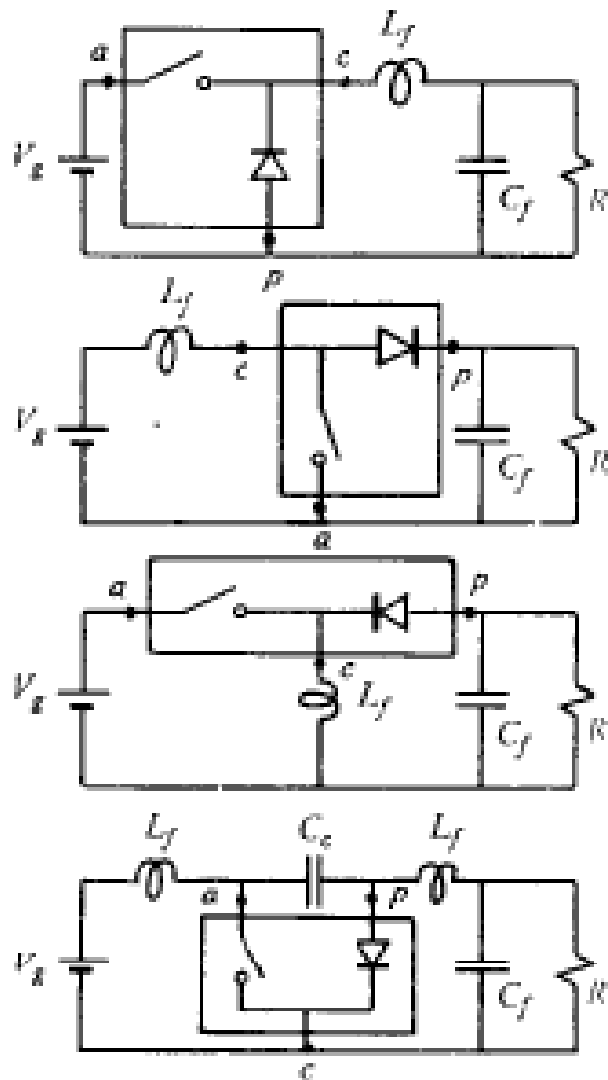 a c L_f
V_g C_f R
p
L_f c p
V_g C_f R
a
a p
c
V_g L_f C_f R
L_f C_c L_f
a p
V_g C_f R
c